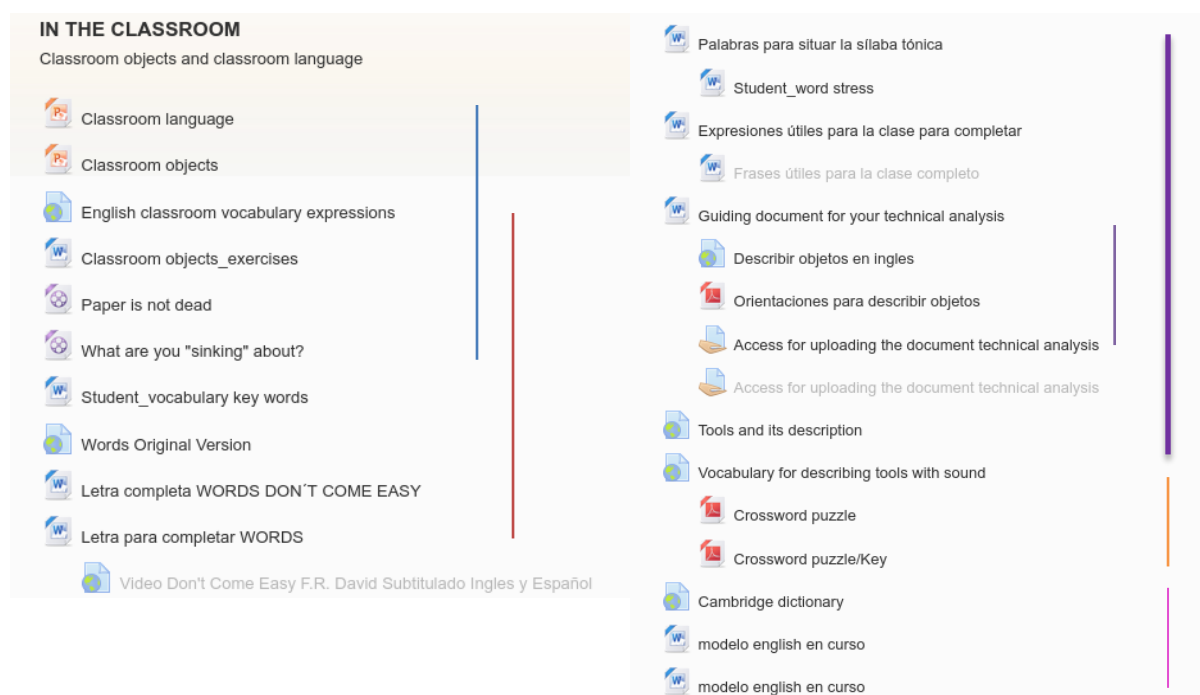 IN THE CLASSROOM
Classroom objects and classroom language
Classroom language
Classroom objects
English classroom vocabulary expressions
Classroom objects_exercises
Paper is not dead
What are you "sinking" about?
Student_vocabulary key words
Words Original Version
Letra completa WORDS DON´T COME EASY
Letra para completar WORDS
Video Don't Come Easy F.R. David Subtitulado Ingles y Español
Palabras para situar la sílaba tónica
Student_word stress
Expresiones útiles para la clase para completar
Frases útiles para la clase completo
Guiding document for your technical analysis
Describir objetos en ingles
Orientaciones para describir objetos
Access for uploading the document technical analysis
Access for uploading the document technical analysis
Tools and its description
Vocabulary for describing tools with sound
Crossword puzzle
Crossword puzzle/Key
Cambridge dictionary
modelo english en curso
modelo english en curso